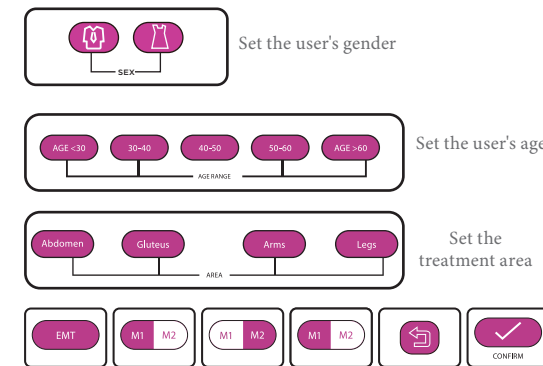 Set the user's gender
SEX
AGE <30 30-40 40-50 50-60 AGE >60
Set the user's age
AGE RANGE
Abdomen Gluteus Arms Legs
Set the
treatment area
AREA
EMT M1 M2 M1 M2 M1 M2
CONFIRM